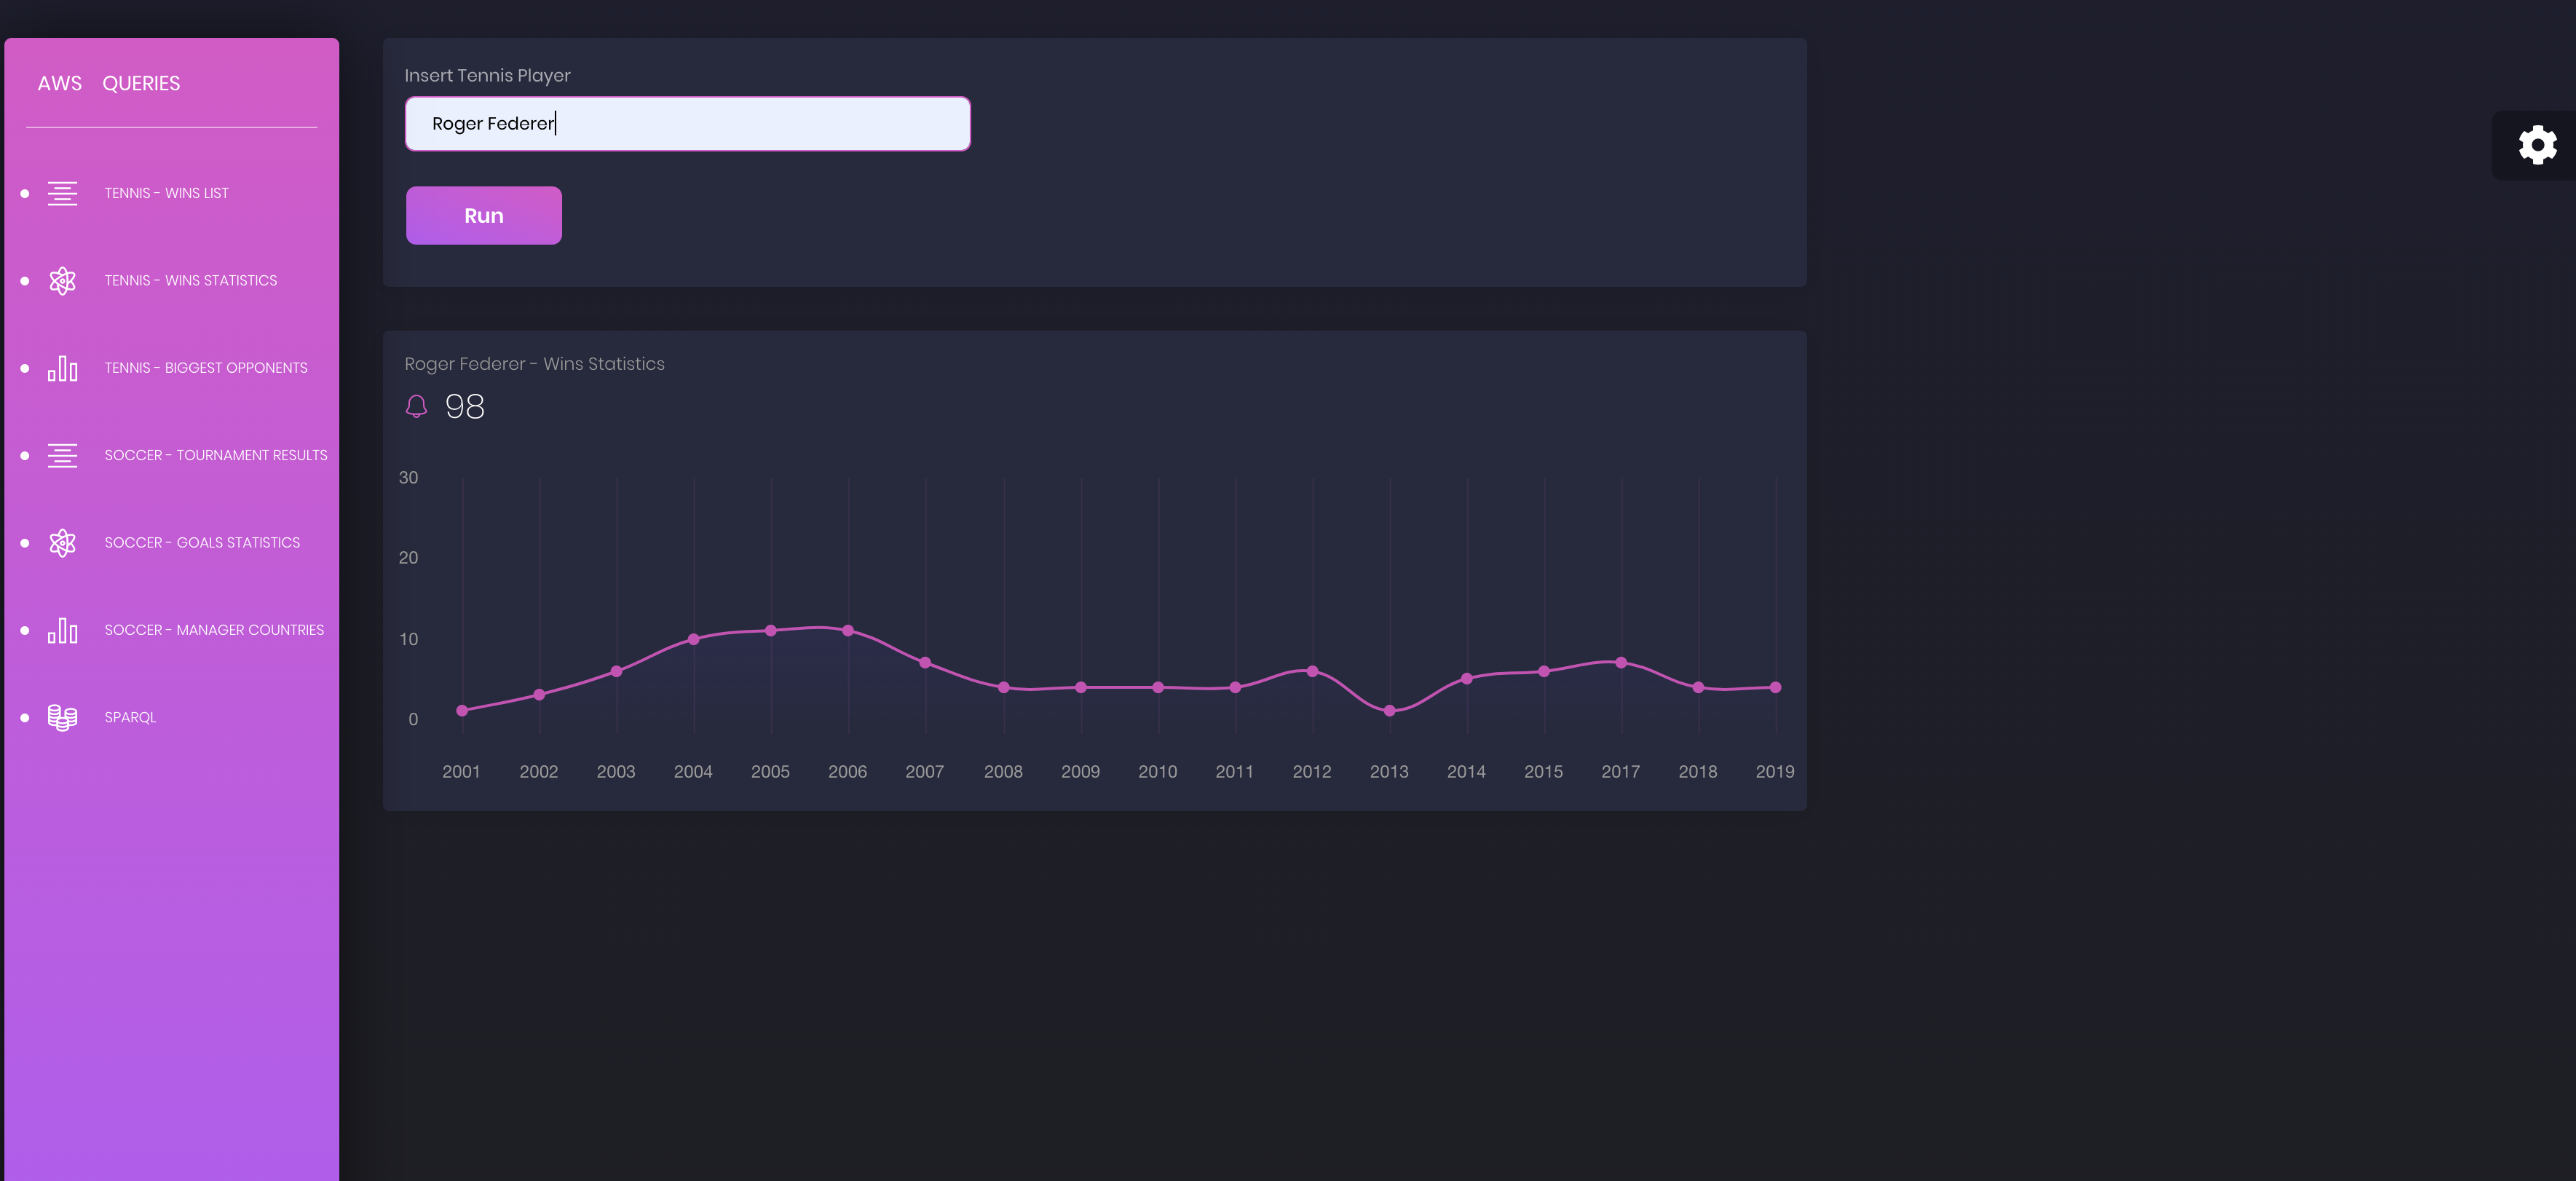 AWS QUERIES
TENNIS - WINS LIST
TENNIS - WINS STATISTICS
TENNIS - BIGGEST OPPONENTS
SOCCER - TOURNAMENT RESULTS
SOCCER - GOALS STATISTICS
SOCCER - MANAGER COUNTRIES
SPARQL
Insert Tennis Player
Roger Federer
Run
Roger Federer - Wins Statistics
98
30
20
10
0
2001 2002 2003 2004 2005 2006 2007 2008 2009 2010 2011 2012 2013 2014 2015 2017 2018 2019